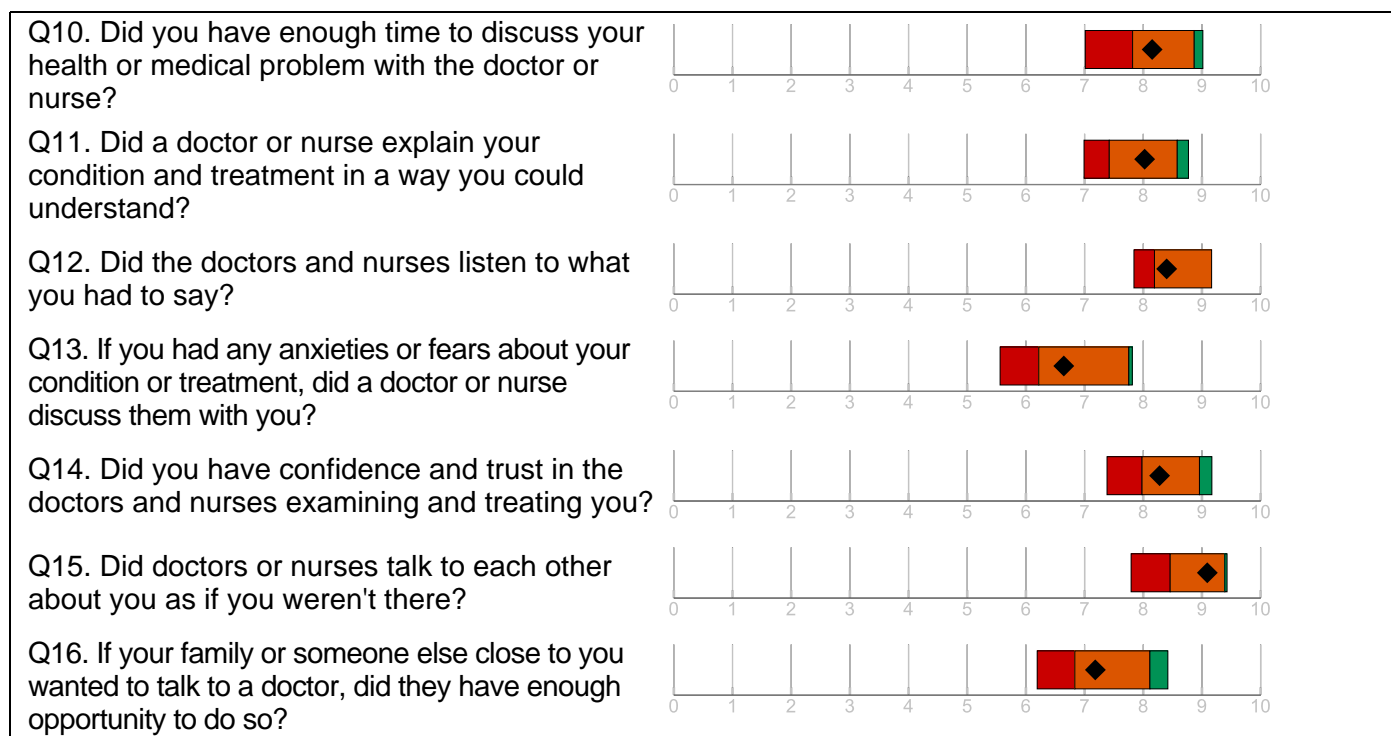 Q10. Did you have enough time to discuss your
health or medical problem with the doctor or
nurse?
0 1 2 3 4 5 6 7 8 9 10
Q11. Did a doctor or nurse explain your
condition and treatment in a way you could
understand?
0 1 2 3 4 5 6 7 8 9 10
Q12. Did the doctors and nurses listen to what
you had to say?
0 1 2 3 4 5 6 7 8 9 10
Q13. If you had any anxieties or fears about your
condition or treatment, did a doctor or nurse
discuss them with you?
0 1 2 3 4 5 6 7 8 9 10
Q14. Did you have confidence and trust in the
doctors and nurses examining and treating you?
0 1 2 3 4 5 6 7 8 9 10
Q15. Did doctors or nurses talk to each other
about you as if you weren't there?
0 1 2 3 4 5 6 7 8 9 10
Q16. If your family or someone else close to you
wanted to talk to a doctor, did they have enough
opportunity to do so?
0 1 2 3 4 5 6 7 8 9 10